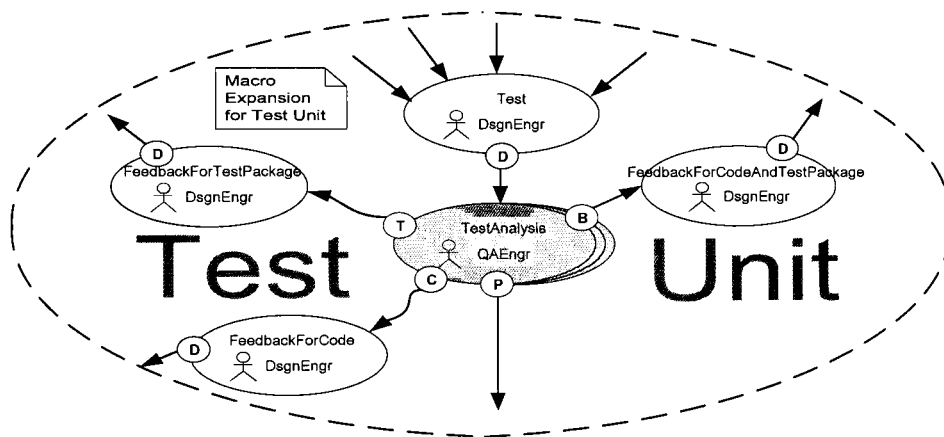 Macro
Expansion
for Test Unit
Test
DsgnEngr
D
D
FeedbackForTestPackage
DsgnEngr
D
FeedbackForCodeAndTestPackage
DsgnEngr
T
TestAnalysis
QAEngr
B
C
P
Test
Unit
D
FeedbackForCode
DsgnEngr